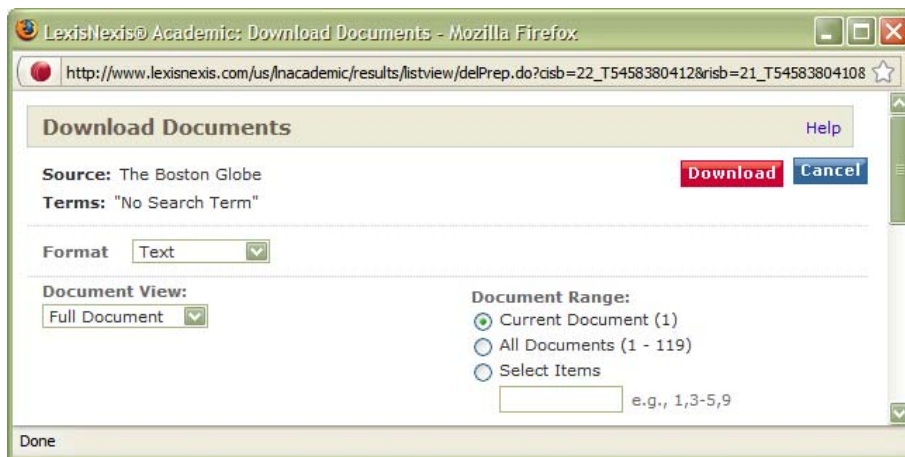 LexisNexis® Academic: Download Documents - Mozilla Firefox
http://www.lexisnexis.com/us/lnacademic/results/listview/delPrep.do?cisb=22_T5458380412&risb=21_T54583804108
Download Documents Help
Source: The Boston Globe Download Cancel
Terms: "No Search Term"
Format Text
Document View:
Full Document
Document Range:
Current Document (1)
All Documents (1 - 119)
Select Items
e.g., 1,3-5,9
Done